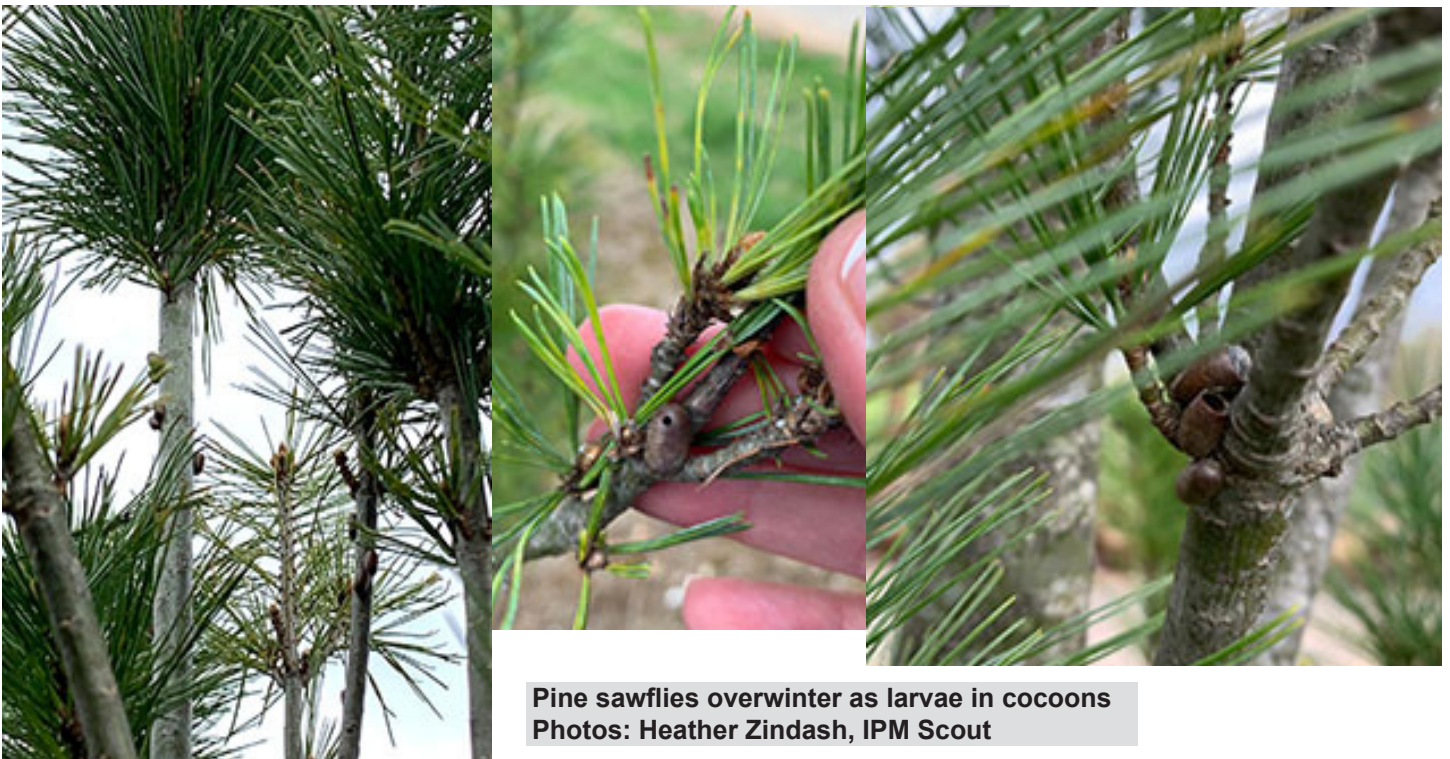 Pine sawflies overwinter as larvae in cocoons
Photos: Heather Zindash, IPM Scout